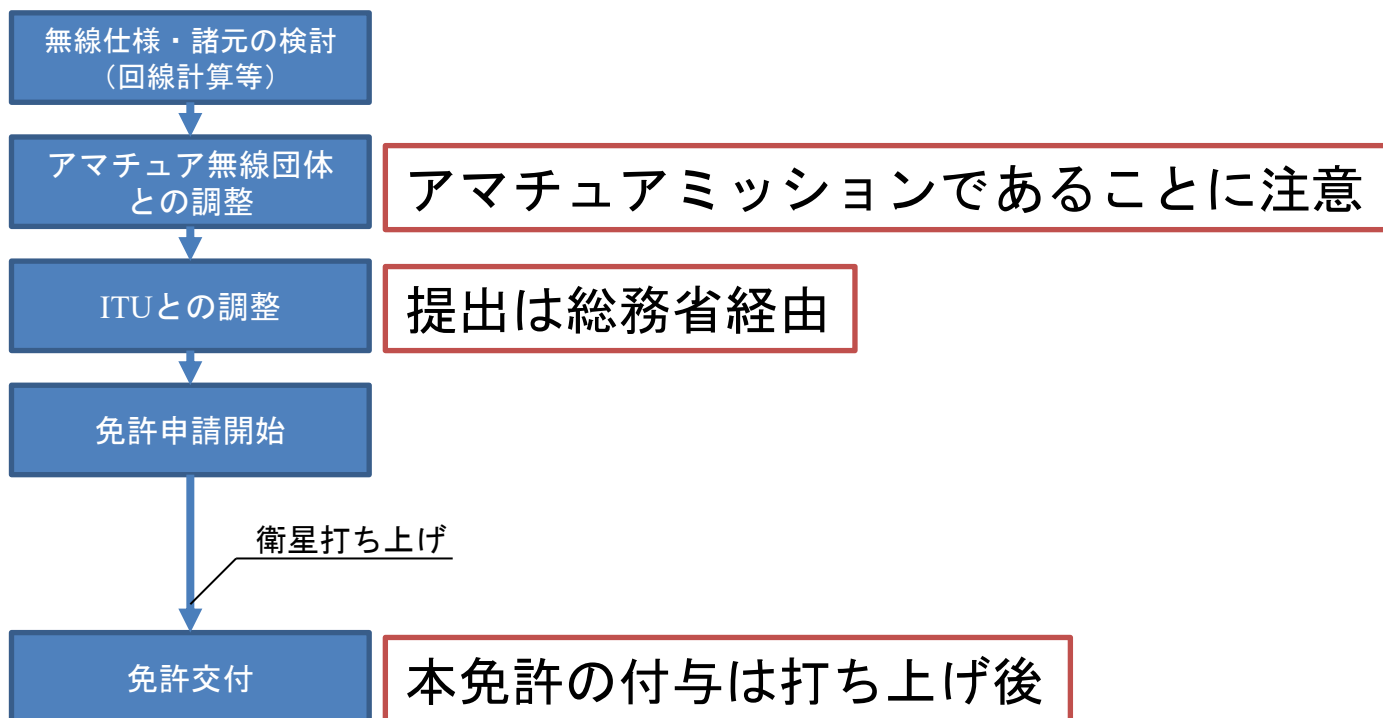 無線仕様・諸元の検討
（回線計算等）
アマチュア無線団体
との調整
アマチュアミッションであることに注意
ITUとの調整
提出は総務省経由
免許申請開始
衛星打ち上げ
免許交付
本免許の付与は打ち上げ後